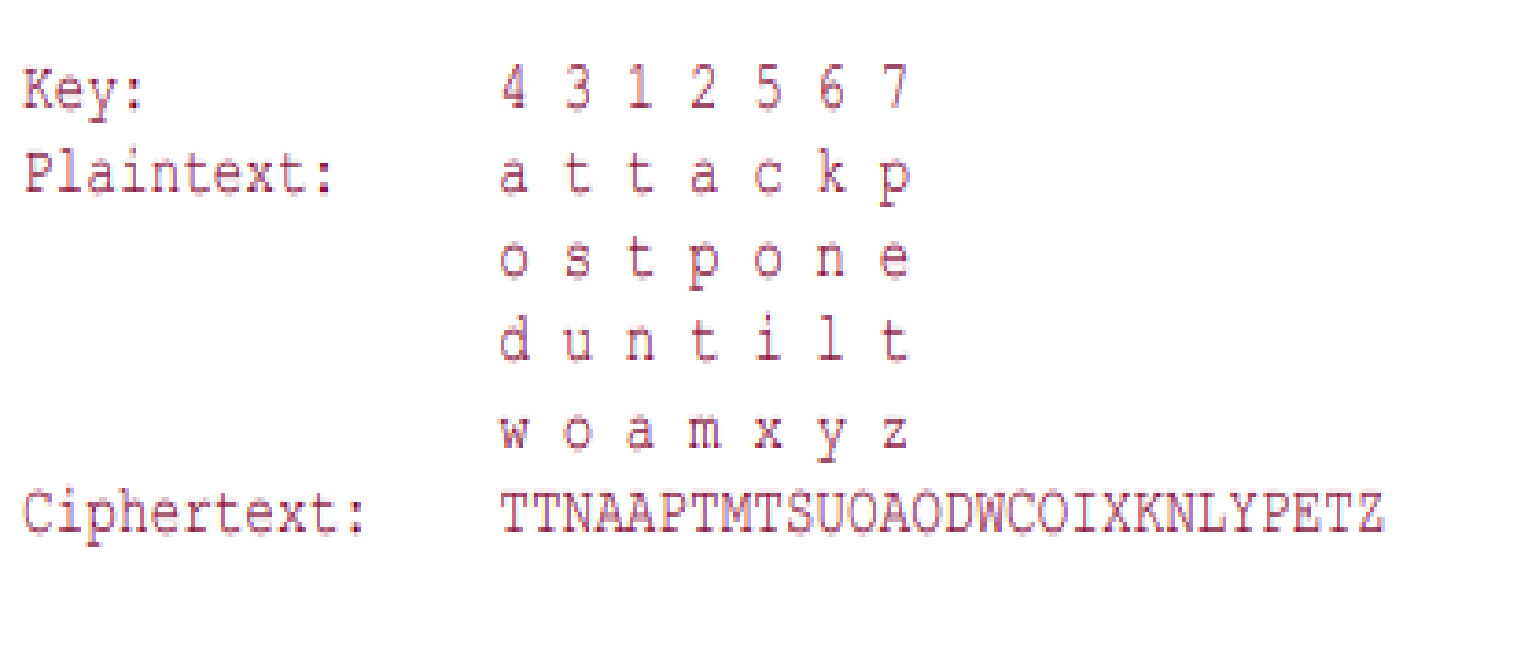 Key: 4 3 1 2 5 6 7
Plaintext: a t t a c k p
o s t p o n e
d u n t i l t
w o a m x y z
Ciphertext: TTNAAPTMTSUOAODWCOIXKNLYPETZ